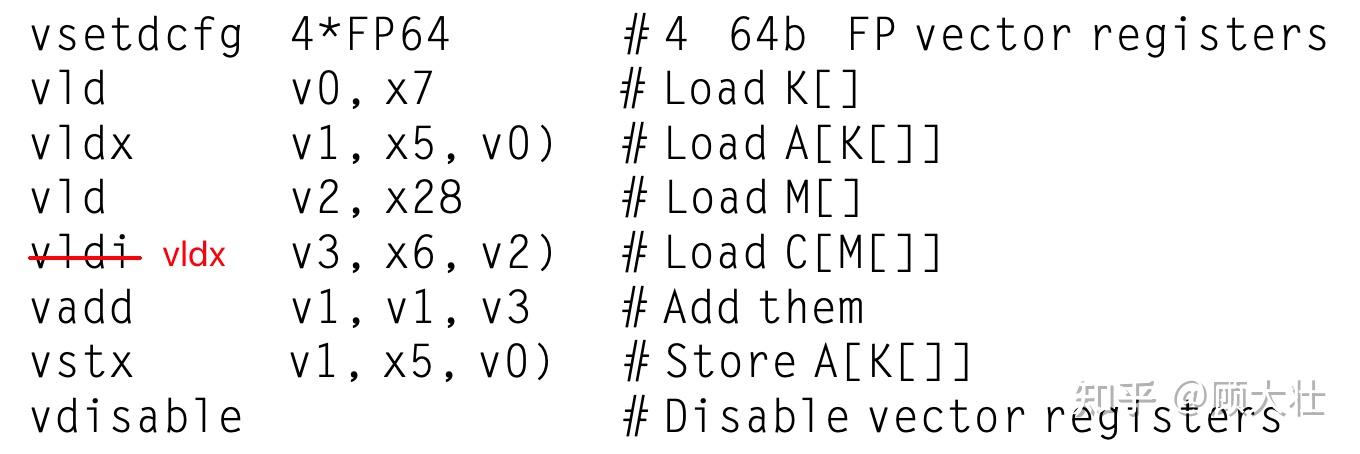 vsetdcfg 4*FP64 # 4 64b FP vector registers
vld v0, x7 # Load K[]
vldx v1, x5, v0) # Load A[K[]]
vld v2, x28 # Load M[]
vldi vldx v3, x6, v2) # Load C[M[]]
vadd v1, v1, v3 # Add them
vstx v1, x5, v0) # Store A[K[]]
vdisable # Disable vector registers
知乎 @顾大壮